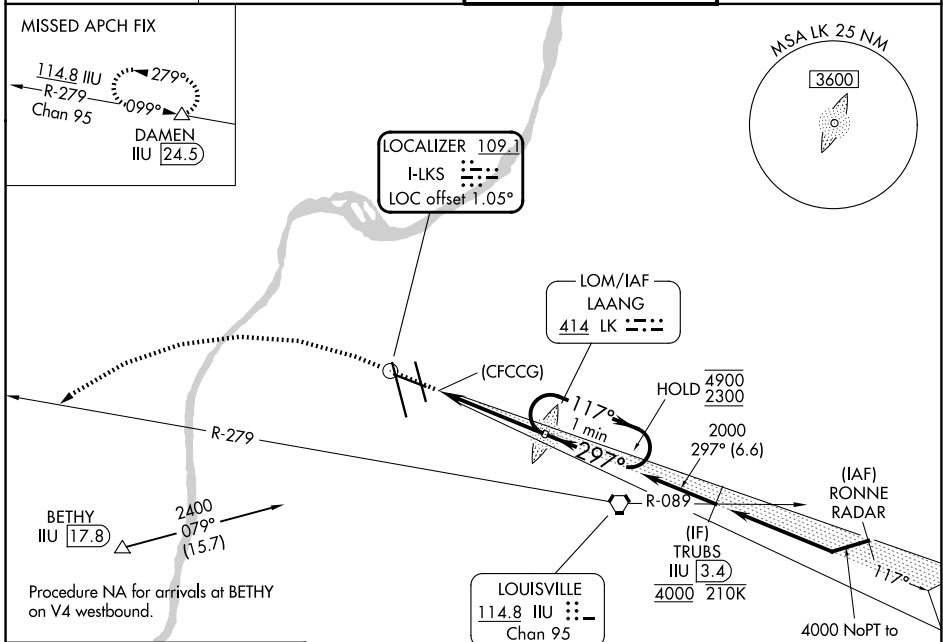 MISSED APCH FIX
114.8 IIU
R-279
Chan 95
279°
099°
DAMEN
IIU 24.5
MSA LK 25 NM
3600
LOCALIZER 109.1
I-LKS
LOC offset 1.05°
LOM/IAF
LAANG
414 LK
(CFCCG)
HOLD 4900
2300
117°
1 min
297°
2000
297° (6.6)
(IAF)
RONNE
RADAR
R-279
R-089
BETHY
IIU 17.8
2400
079°
(15.7)
(IF)
TRUBS
IIU 3.4
4000 210K
117°
Procedure NA for arrivals at BETHY
on V4 westbound.
LOUISVILLE
114.8 IIU
Chan 95
4000 NoPT to